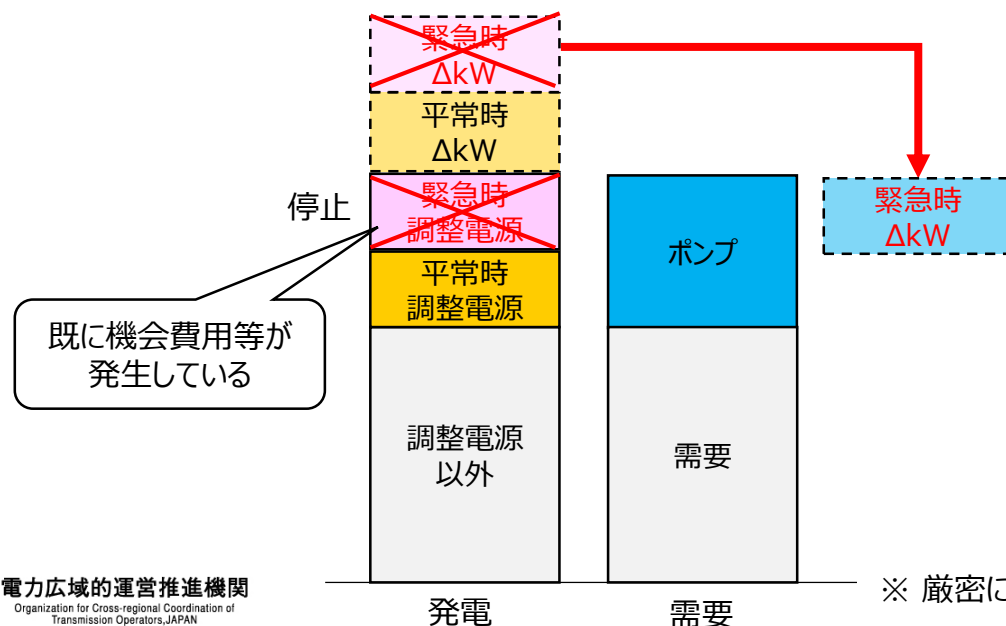 緊急時
ΔkW
平常時
ΔkW
停止
緊急時
調整電源
平常時
調整電源
既に機会費用等が
発生している
調整電源
以外
ポンプ
需要
緊急時
ΔkW
発電
需要
※ 厳密に
電力広域的運営推進機関
Organization for Cross-regional Coordination of
Transmission Operators,JAPAN